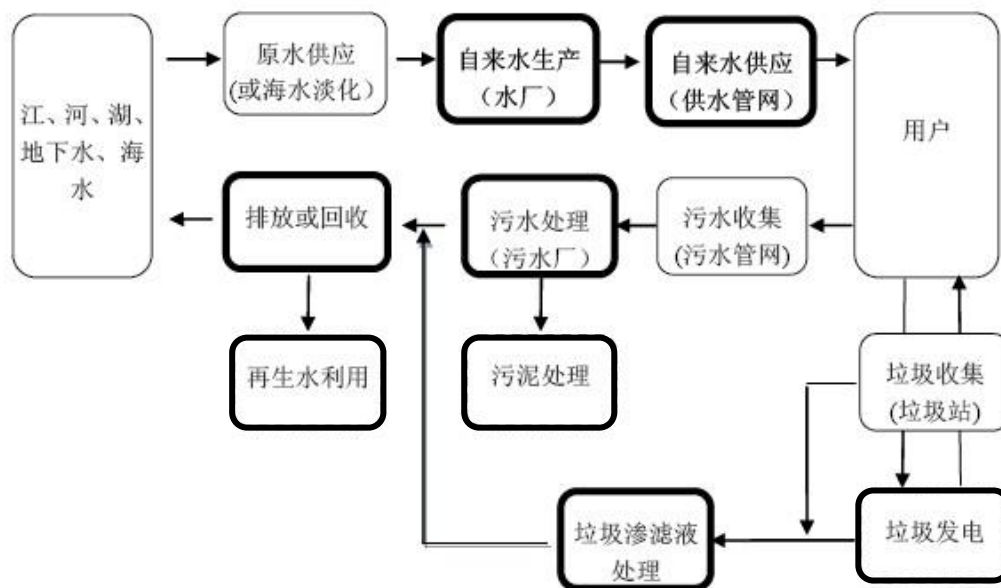 江、河、湖、
地下水、海
水
原水供应
(或海水淡化)
自来水生产
（水厂）
自来水供应
（供水管网）
用户
排放或回收
污水处理
（污水厂）
污水收集
(污水管网)
再生水利用
污泥处理
垃圾收集
(垃圾站)
垃圾渗滤液
处理
垃圾发电